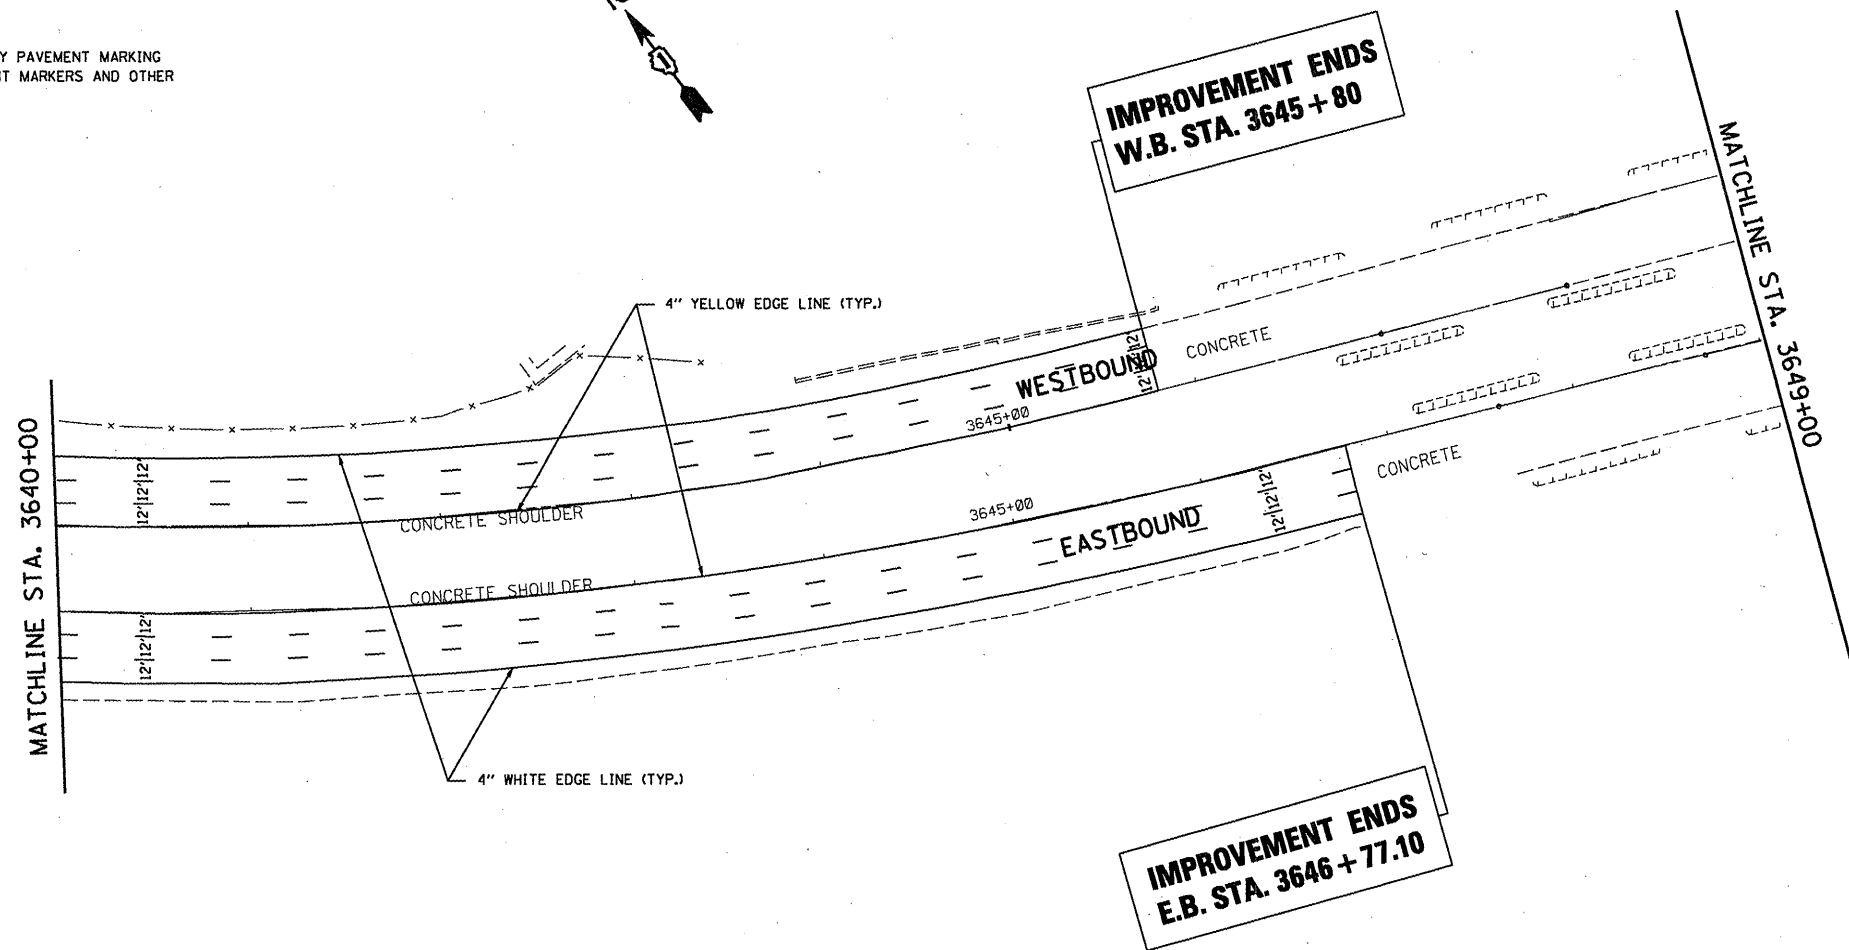 Y PAVEMENT MARKING
T MARKERS AND OTHER
IMPROVEMENT ENDS
W.B. STA. 3645+80
MATCHLINE STA. 3649+00
4" YELLOW EDGE LINE (TYP.)
CONCRETE
WESTBOUND
12'|12'|12'
3645+00
MATCHLINE STA. 3640+00
12'|12'|12'
CONCRETE SHOULDER
3645+00
EASTBOUND
12'|12'|12'
CONCRETE
CONCRETE SHOULDER
12'|12'|12'
4" WHITE EDGE LINE (TYP.)
IMPROVEMENT ENDS
E.B. STA. 3646+77.10